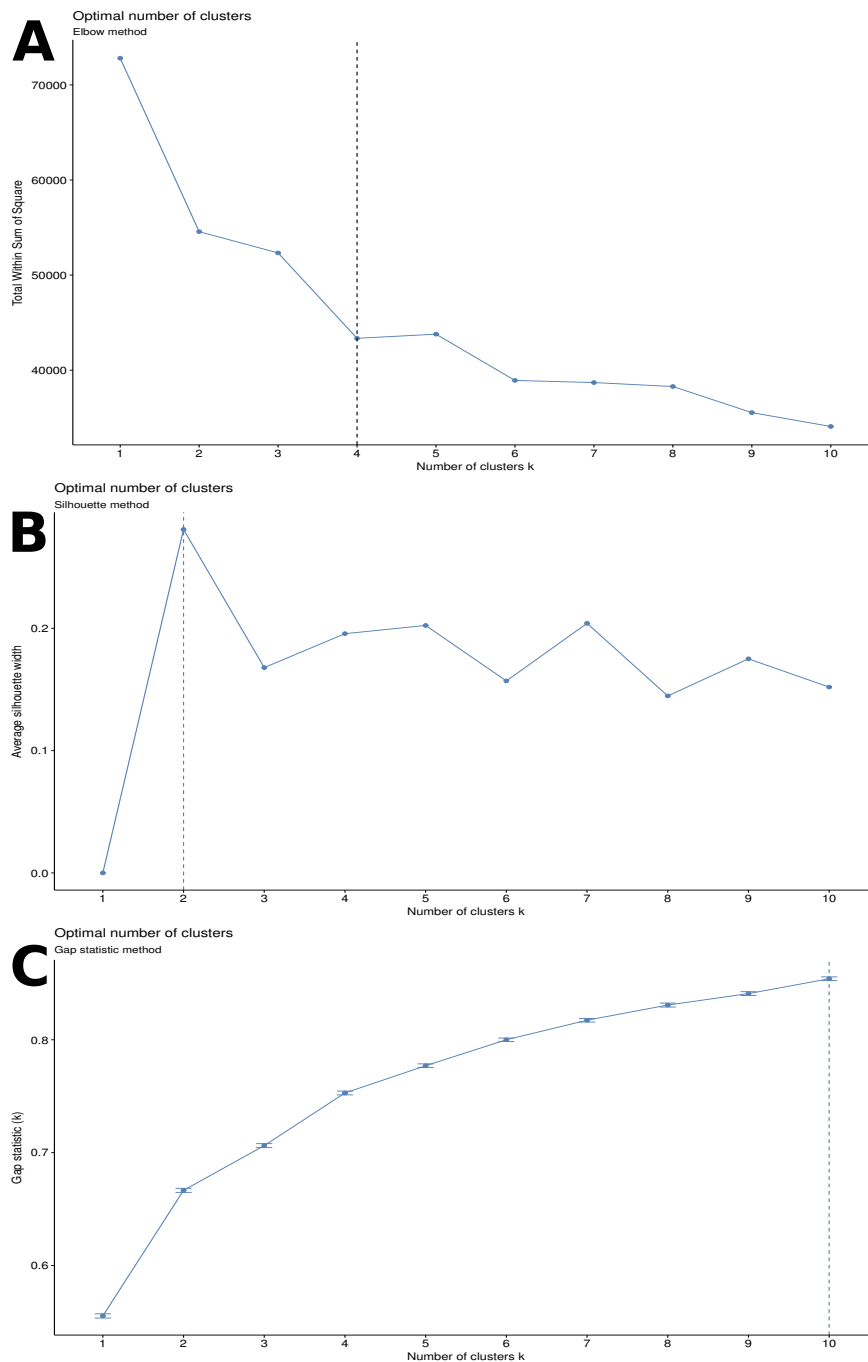 A
Optimal number of clusters
Elbow method
Total Within Sum of Square
70000
60000
50000
40000
1 2 3 4 5 6 7 8 9 10
Number of clusters k
B
Optimal number of clusters
Silhouette method
Average silhouette width
0.2
0.1
0.0
1 2 3 4 5 6 7 8 9 10
Number of clusters k
C
Optimal number of clusters
Gap statistic method
Gap statistic (k)
0.8
0.7
0.6
1 2 3 4 5 6 7 8 9 10
Number of clusters k